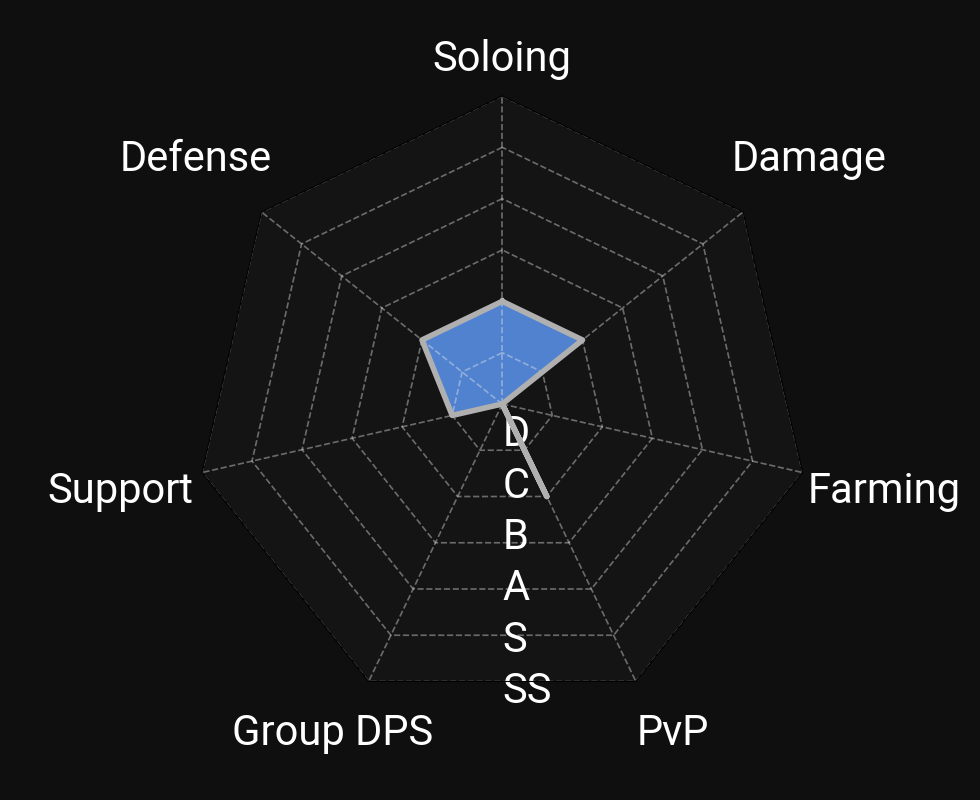 Soloing
Defense
Damage
D
C
Support
Farming
B
A
S
SS
Group DPS
PvP